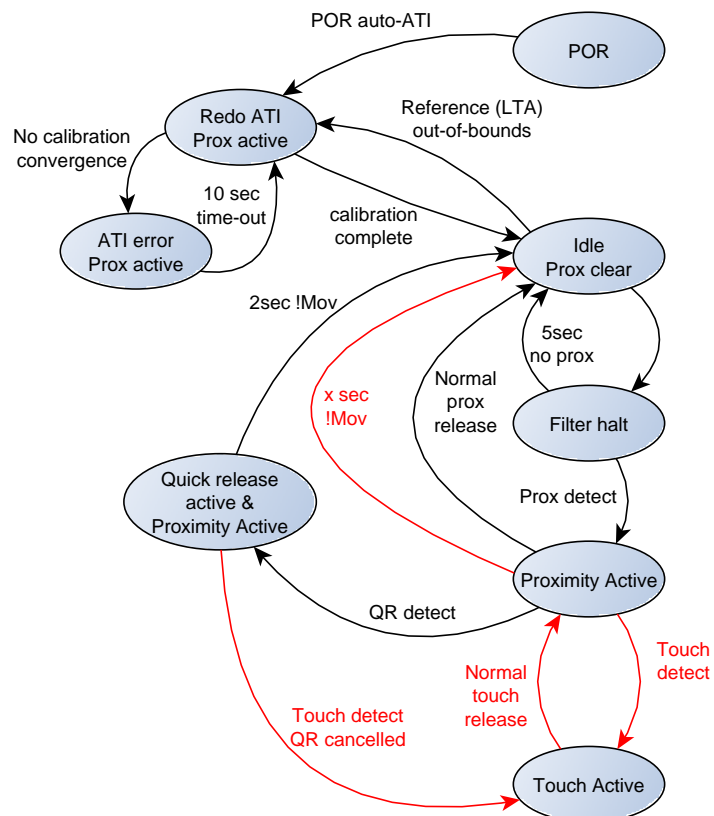 POR auto-ATI
POR
Redo ATI
Prox active
Reference (LTA)
out-of-bounds
No calibration
convergence
10 sec
time-out
calibration
complete
ATI error
Prox active
Idle
Prox clear
2sec !Mov
5sec
no prox
x sec
!Mov
Normal
prox
release
Filter halt
Quick release
active &
Proximity Active
Prox detect
Proximity Active
QR detect
Touch
detect
Normal
touch
release
Touch detect
QR cancelled
Touch Active